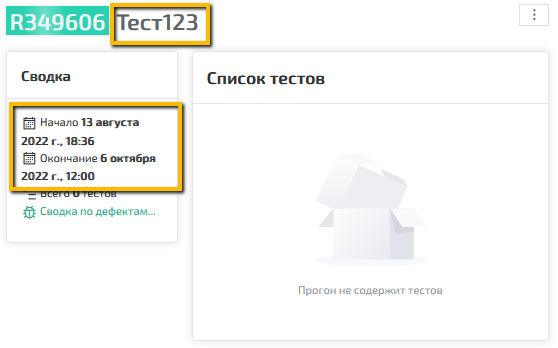 R349606 Тест123
Сводка
Начало 13 августа
2022 г., 18:36
Окончание 6 октября
2022 г., 12:00
Всего 0 тестов
Сводка по дефектам...
Список тестов
Прогон не содержит тестов